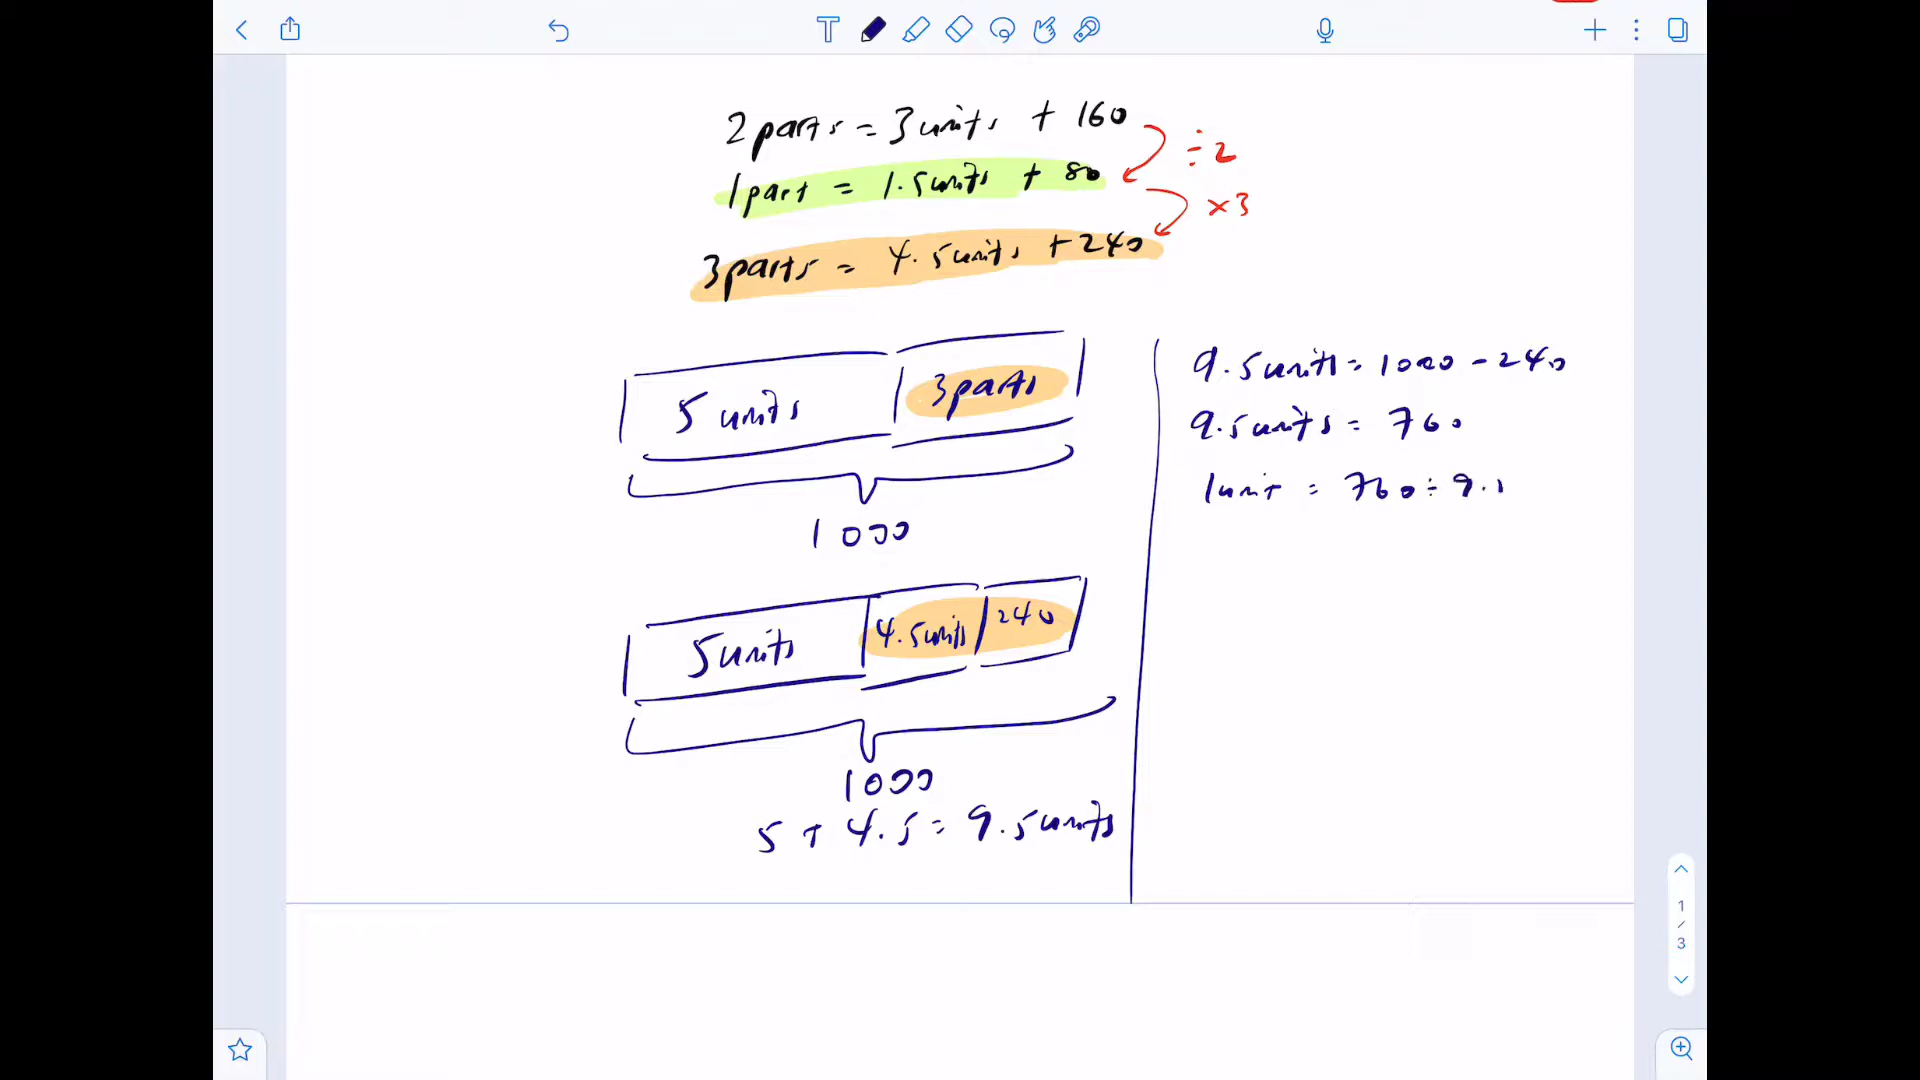 2 parts = 3 units + 160
÷2
1 part = 1.5 units + 80
×3
3 parts = 4.5 units + 240
5 units 3 parts
1000
5 units 4.5 units 240
1000
5 + 4.5 = 9.5 units
9.5 units = 1000 - 240
9.5 units = 760
1 unit = 760 ÷ 9.
1
/
3